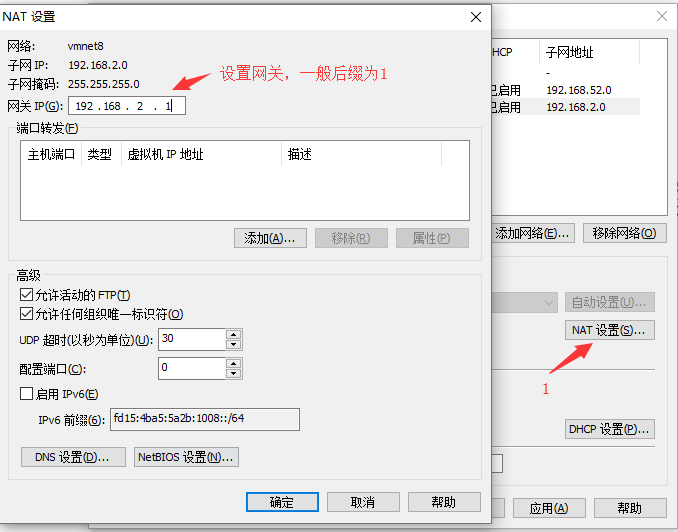 NAT 设置
网络: vmnet8
子网 IP: 192.168.2.0
子网掩码: 255.255.255.0
网关 IP(G): 192 .168 . 2 . 1
设置网关，一般后缀为1
端口转发(F)
主机端口 类型 虚拟机 IP 地址 描述
添加(A)... 移除(R) 属性(P)
高级
允许活动的 FTP(T)
允许任何组织唯一标识符(O)
UDP 超时(以秒为单位)(U): 30
配置端口(C): 0
启用 IPv6(E)
IPv6 前缀(6): fd15:4ba5:5a2b:1008::/64
DNS 设置(D)... NetBIOS 设置(N)...
确定 取消 帮助
HCP 子网地址
-
已启用 192.168.52.0
已启用 192.168.2.0
添加网络(E)... 移除网络(O)
自动设置(U)...
NAT 设置(S)...
1
DHCP 设置(P)...
应用(A) 帮助